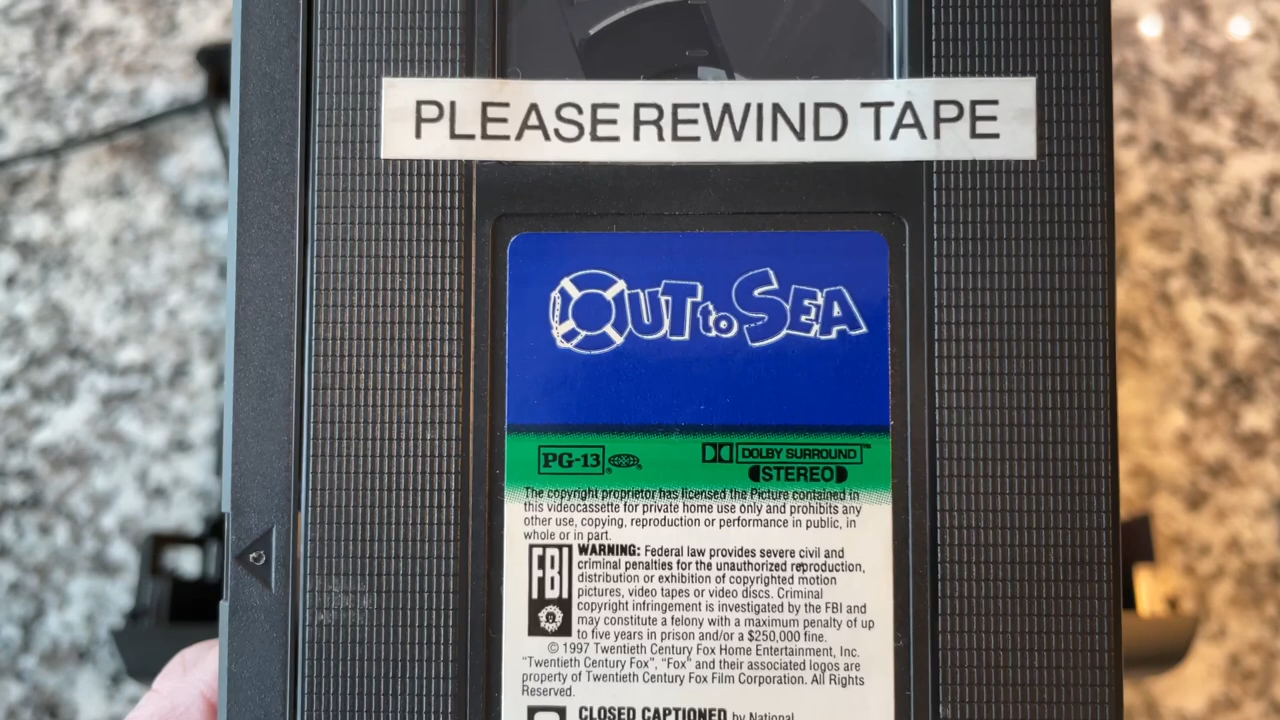 PLEASE REWIND TAPE
OUT to SEA
PG-13
DOLBY SURROUND™
STEREO
The copyright proprietor has licensed the Picture contained in
this videocassette for private home use only and prohibits any
other use, copying, reproduction or performance in public, in
whole or in part.
FBI
WARNING: Federal law provides severe civil and
criminal penalties for the unauthorized reproduction,
distribution or exhibition of copyrighted motion
pictures, video tapes or video discs. Criminal
copyright infringement is investigated by the FBI and
may constitute a felony with a maximum penalty of up
to five years in prison and/or a $250,000 fine.
© 1997 Twentieth Century Fox Home Entertainment, Inc.
"Twentieth Century Fox", "Fox" and their associated logos are
property of Twentieth Century Fox Film Corporation. All Rights
Reserved.
CLOSED CAPTIONED by National